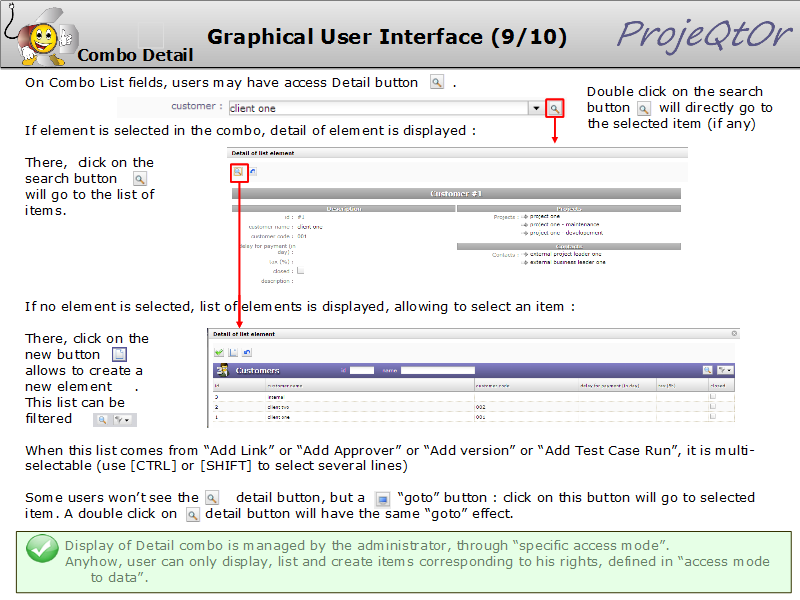 Combo Detail
Graphical User Interface (9/10)
ProjeQtOr
On Combo List fields, users may have access Detail button .
customer : client one
Double click on the search
button will directly go to
the selected item (if any)
If element is selected in the combo, detail of element is displayed :
There, click on the
search button
will go to the list of
items.
Detail of list element
Customer #1
Description
id : #1
customer name : client one
customer code : 001
delay for payment (in
day) :
tax (%) :
closed :
description :
Projects
Projects : project one
project one - maintenance
project one - developement
Contacts
Contacts : external project leader one
external business leader one
If no element is selected, list of elements is displayed, allowing to select an item :
There, click on the
new button
allows to create a
new element .
This list can be
filtered
Detail of list element
Customers id name
id customer name customer code delay for payment (in day) tax (%) closed
3 interna
2 client two 002
1 client one 001
When this list comes from “Add Link” or “Add Approver” or “Add version” or “Add Test Case Run”, it is multi-
selectable (use [CTRL] or [SHIFT] to select several lines)
Some users won’t see the detail button, but a “goto” button : click on this button will go to selected
item. A double click on detail button will have the same “goto” effect.
Display of Detail combo is managed by the administrator, through “specific access mode”.
Anyhow, user can only display, list and create items corresponding to his rights, defined in “access mode
to data”.